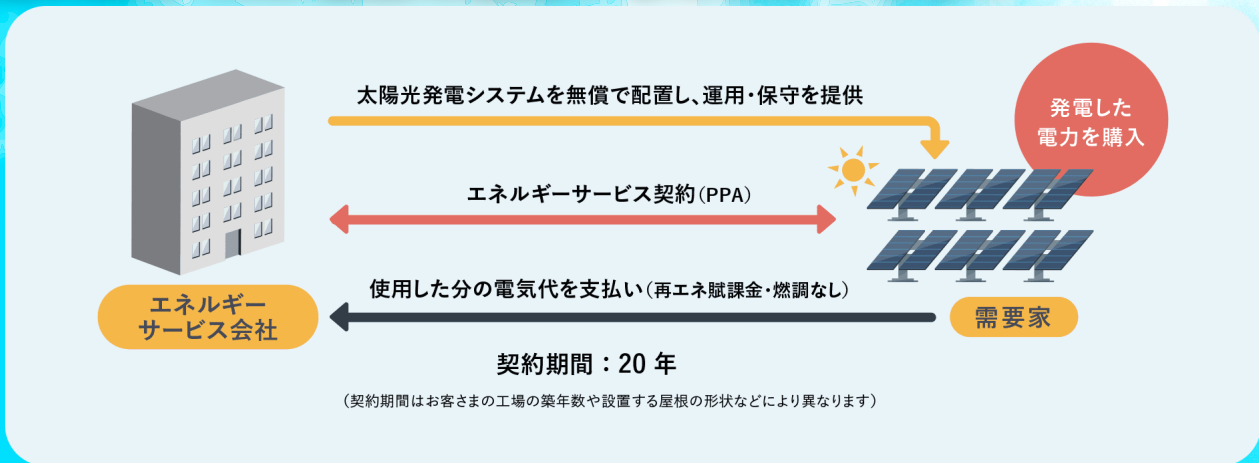 太陽光発電システムを無償で配置し、運用・保守を提供
発電した
電力を購入
エネルギーサービス契約（PPA）
使用した分の電気代を支払い（再エネ賦課金・燃調なし）
エネルギー
サービス会社
需要家
契約期間：20 年
（契約期間はお客さまの工場の築年数や設置する屋根の形状などにより異なります）